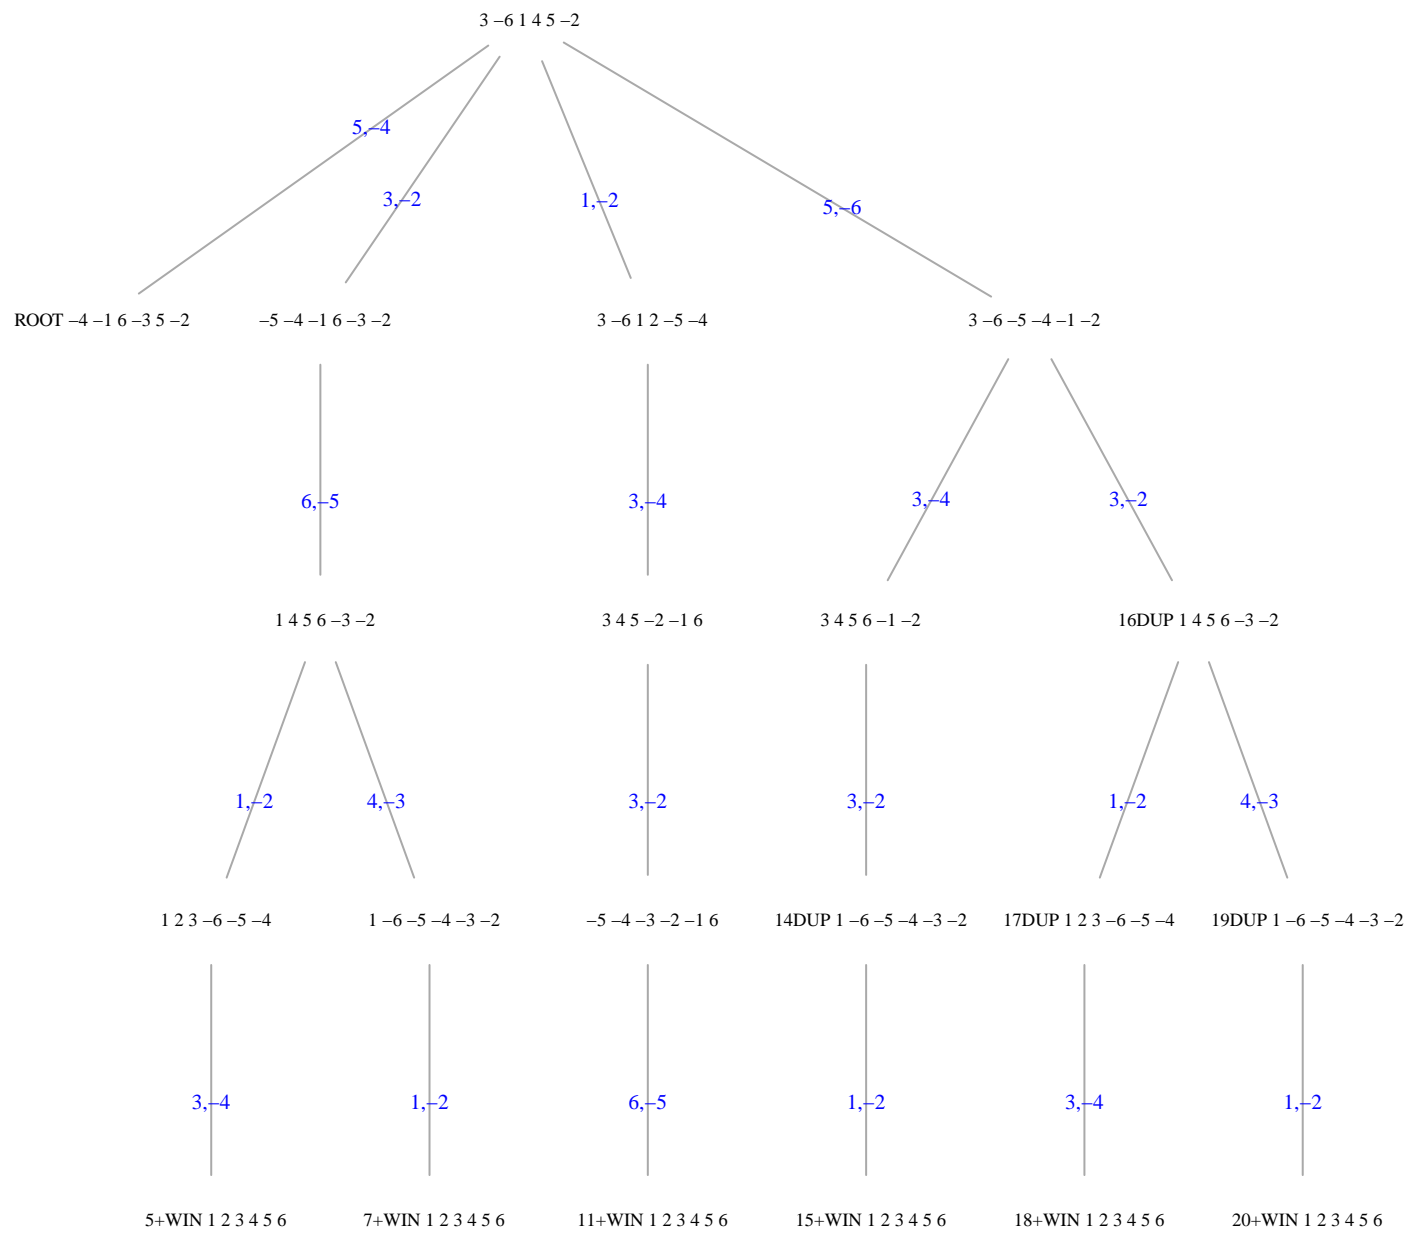 3 –6 1 4 5 –2
5,–4
3,–2
1,–2
5,–6
ROOT –4 –1 6 –3 5 –2
–5 –4 –1 6 –3 –2
3 –6 1 2 –5 –4
3 –6 –5 –4 –1 –2
6,–5
3,–4
3,–4
3,–2
1 4 5 6 –3 –2
3 4 5 –2 –1 6
3 4 5 6 –1 –2
16DUP 1 4 5 6 –3 –2
1,–2
4,–3
3,–2
3,–2
1,–2
4,–3
1 2 3 –6 –5 –4
1 –6 –5 –4 –3 –2
–5 –4 –3 –2 –1 6
14DUP 1 –6 –5 –4 –3 –2
17DUP 1 2 3 –6 –5 –4
19DUP 1 –6 –5 –4 –3 –2
3,–4
1,–2
6,–5
1,–2
3,–4
1,–2
5+WIN 1 2 3 4 5 6
7+WIN 1 2 3 4 5 6
11+WIN 1 2 3 4 5 6
15+WIN 1 2 3 4 5 6
18+WIN 1 2 3 4 5 6
20+WIN 1 2 3 4 5 6